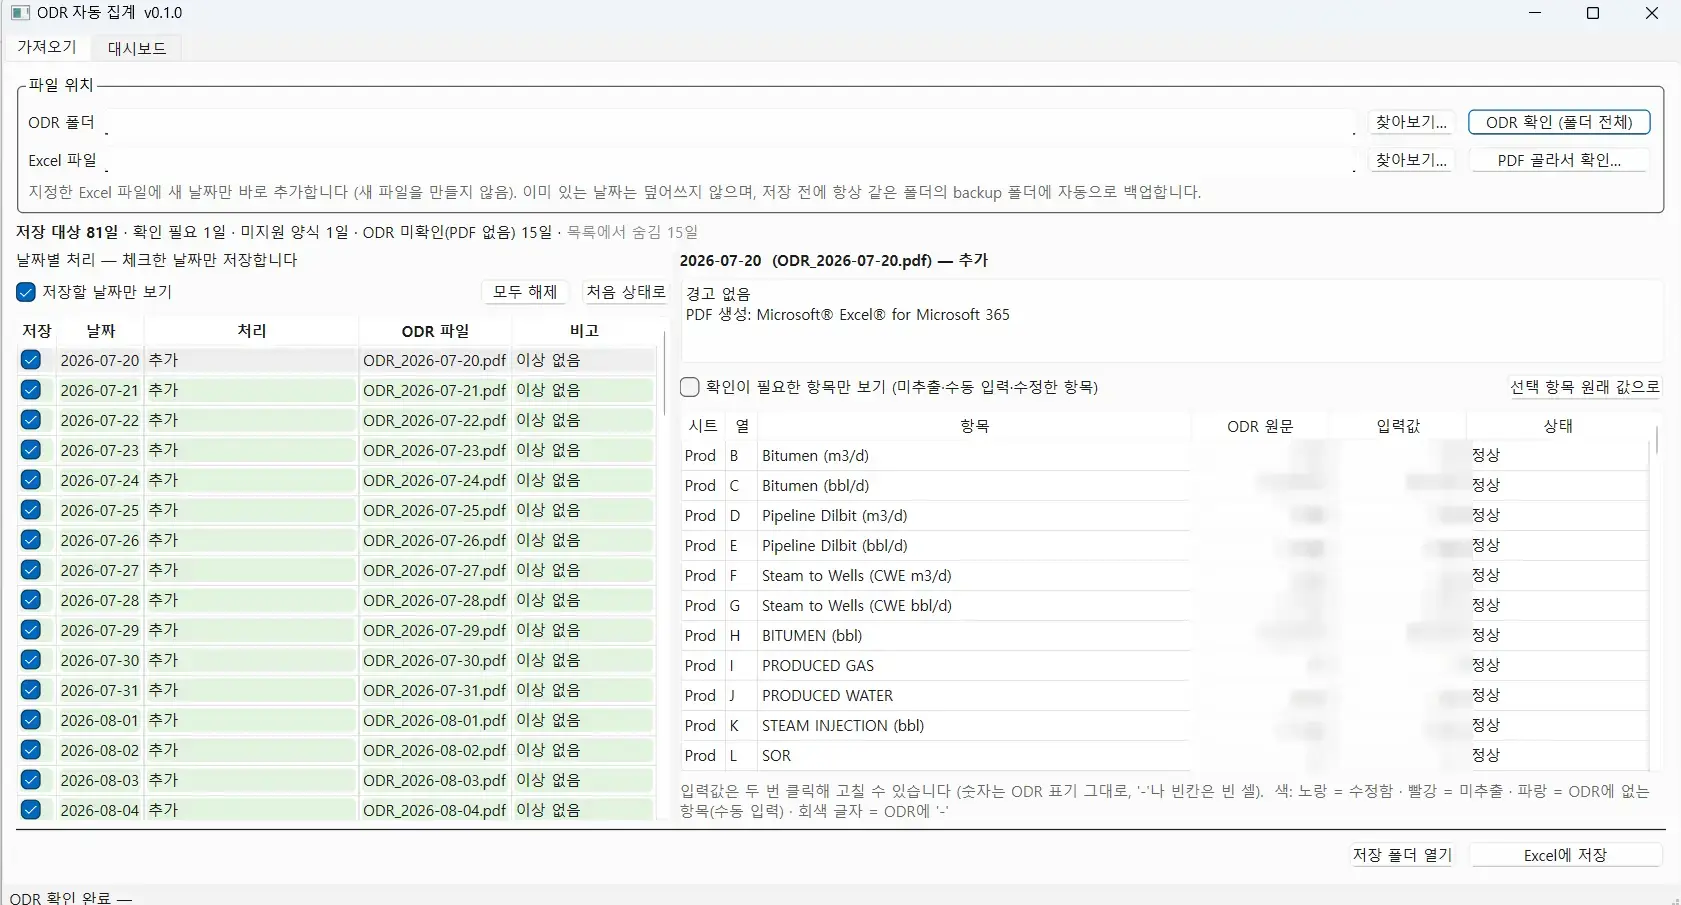 ODR 자동 집계 v0.1.0
가져오기 대시보드
파일 위치
ODR 폴더 찾아보기... ODR 확인 (폴더 전체)
Excel 파일 찾아보기... PDF 골라서 확인...
지정한 Excel 파일에 새 날짜만 바로 추가합니다 (새 파일을 만들지 않음). 이미 있는 날짜는 덮어쓰지 않으며, 저장 전에 항상 같은 폴더의 backup 폴더에 자동으로 백업합니다.
저장 대상 81일 · 확인 필요 1일 · 미지원 양식 1일 · ODR 미확인(PDF 없음) 15일 · 목록에서 숨김 15일
날짜별 처리 — 체크한 날짜만 저장합니다
저장할 날짜만 보기 모두 해제 처음 상태로
저장 날짜 처리 ODR 파일 비고
2026-07-20 추가 ODR_2026-07-20.pdf 이상 없음
2026-07-21 추가 ODR_2026-07-21.pdf 이상 없음
2026-07-22 추가 ODR_2026-07-22.pdf 이상 없음
2026-07-23 추가 ODR_2026-07-23.pdf 이상 없음
2026-07-24 추가 ODR_2026-07-24.pdf 이상 없음
2026-07-25 추가 ODR_2026-07-25.pdf 이상 없음
2026-07-26 추가 ODR_2026-07-26.pdf 이상 없음
2026-07-27 추가 ODR_2026-07-27.pdf 이상 없음
2026-07-28 추가 ODR_2026-07-28.pdf 이상 없음
2026-07-29 추가 ODR_2026-07-29.pdf 이상 없음
2026-07-30 추가 ODR_2026-07-30.pdf 이상 없음
2026-07-31 추가 ODR_2026-07-31.pdf 이상 없음
2026-08-01 추가 ODR_2026-08-01.pdf 이상 없음
2026-08-02 추가 ODR_2026-08-02.pdf 이상 없음
2026-08-03 추가 ODR_2026-08-03.pdf 이상 없음
2026-08-04 추가 ODR_2026-08-04.pdf 이상 없음
2026-07-20 (ODR_2026-07-20.pdf) — 추가
경고 없음
PDF 생성: Microsoft® Excel® for Microsoft 365
확인이 필요한 항목만 보기 (미추출·수동 입력·수정한 항목) 선택 항목 원래 값으로
시트 열 항목 ODR 원문 입력값 상태
Prod B Bitumen (m3/d) 정상
Prod C Bitumen (bbl/d) 정상
Prod D Pipeline Dilbit (m3/d) 정상
Prod E Pipeline Dilbit (bbl/d) 정상
Prod F Steam to Wells (CWE m3/d) 정상
Prod G Steam to Wells (CWE bbl/d) 정상
Prod H BITUMEN (bbl) 정상
Prod I PRODUCED GAS 정상
Prod J PRODUCED WATER 정상
Prod K STEAM INJECTION (bbl) 정상
Prod L SOR 정상
입력값은 두 번 클릭해 고칠 수 있습니다 (숫자는 ODR 표기 그대로, '-'나 빈칸은 빈 셀). 색: 노랑 = 수정함 · 빨강 = 미추출 · 파랑 = ODR에 없는
항목(수동 입력) · 회색 글자 = ODR에 '-'
저장 폴더 열기 Excel에 저장
ODR 확인 완료 —